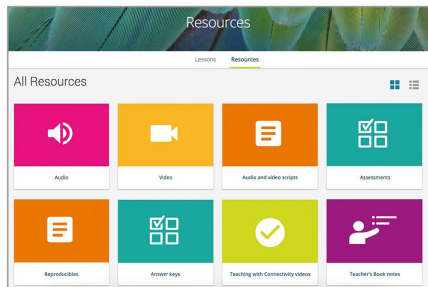 Resources
Lessons Resources
All Resources
Audio Video Audio and video scripts Assessments
Reproducibles Answer keys Teaching with Connectivity videos Teacher's Book notes